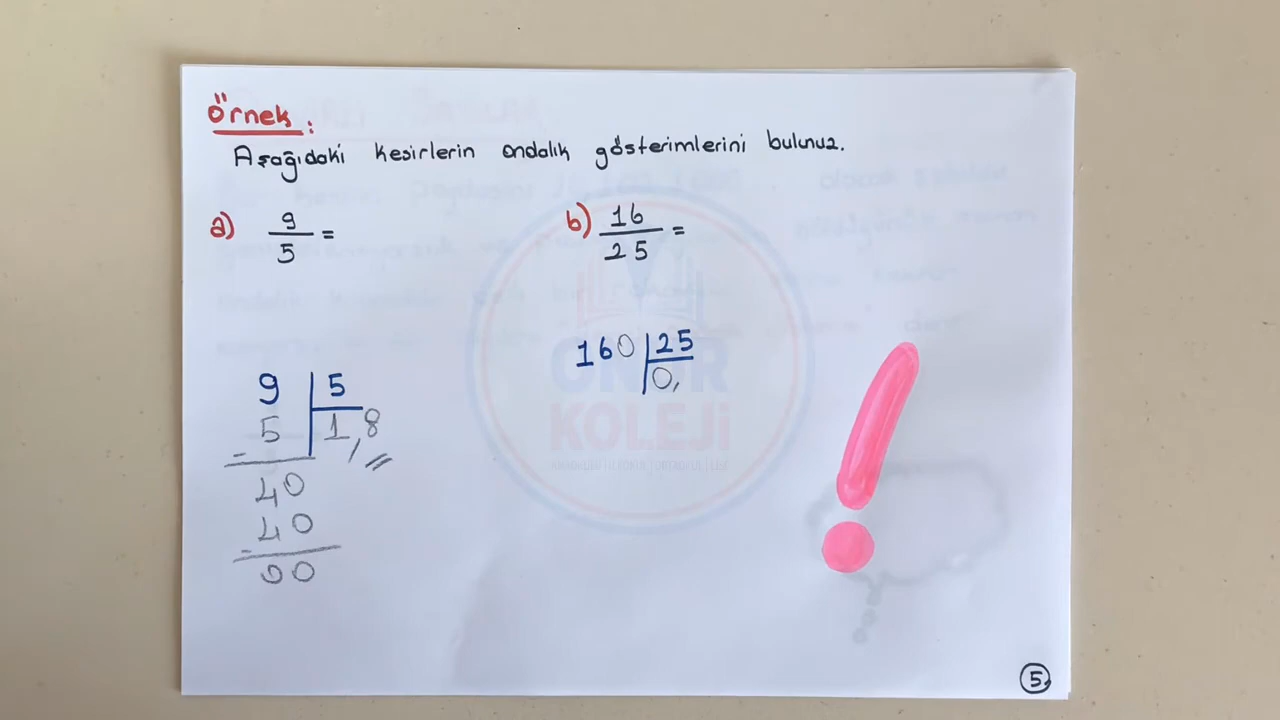 Örnek:
Aşağıdaki kesirlerin ondalık gösterimlerini bulunuz.
a) 9/5 =
b) 16/25 =
9 | 5
- 5 | 1,8
40
- 40
00
160 | 25
0,
KOLEJİ
5